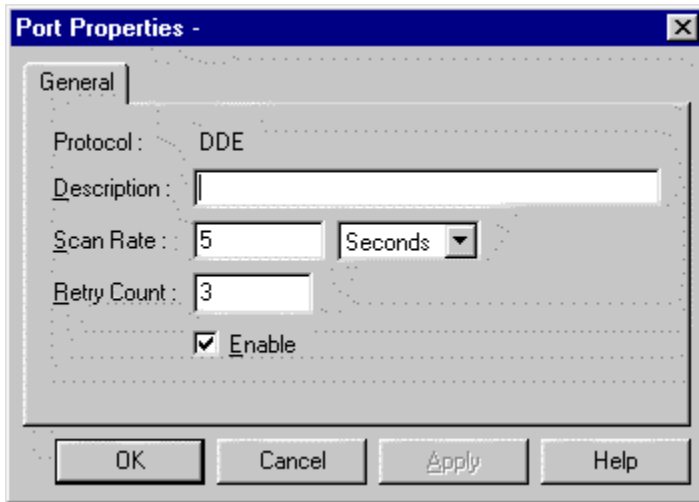 Port Properties -
General
Protocol : DDE
Description :
Scan Rate : 5 Seconds
Retry Count : 3
Enable
OK Cancel Apply Help